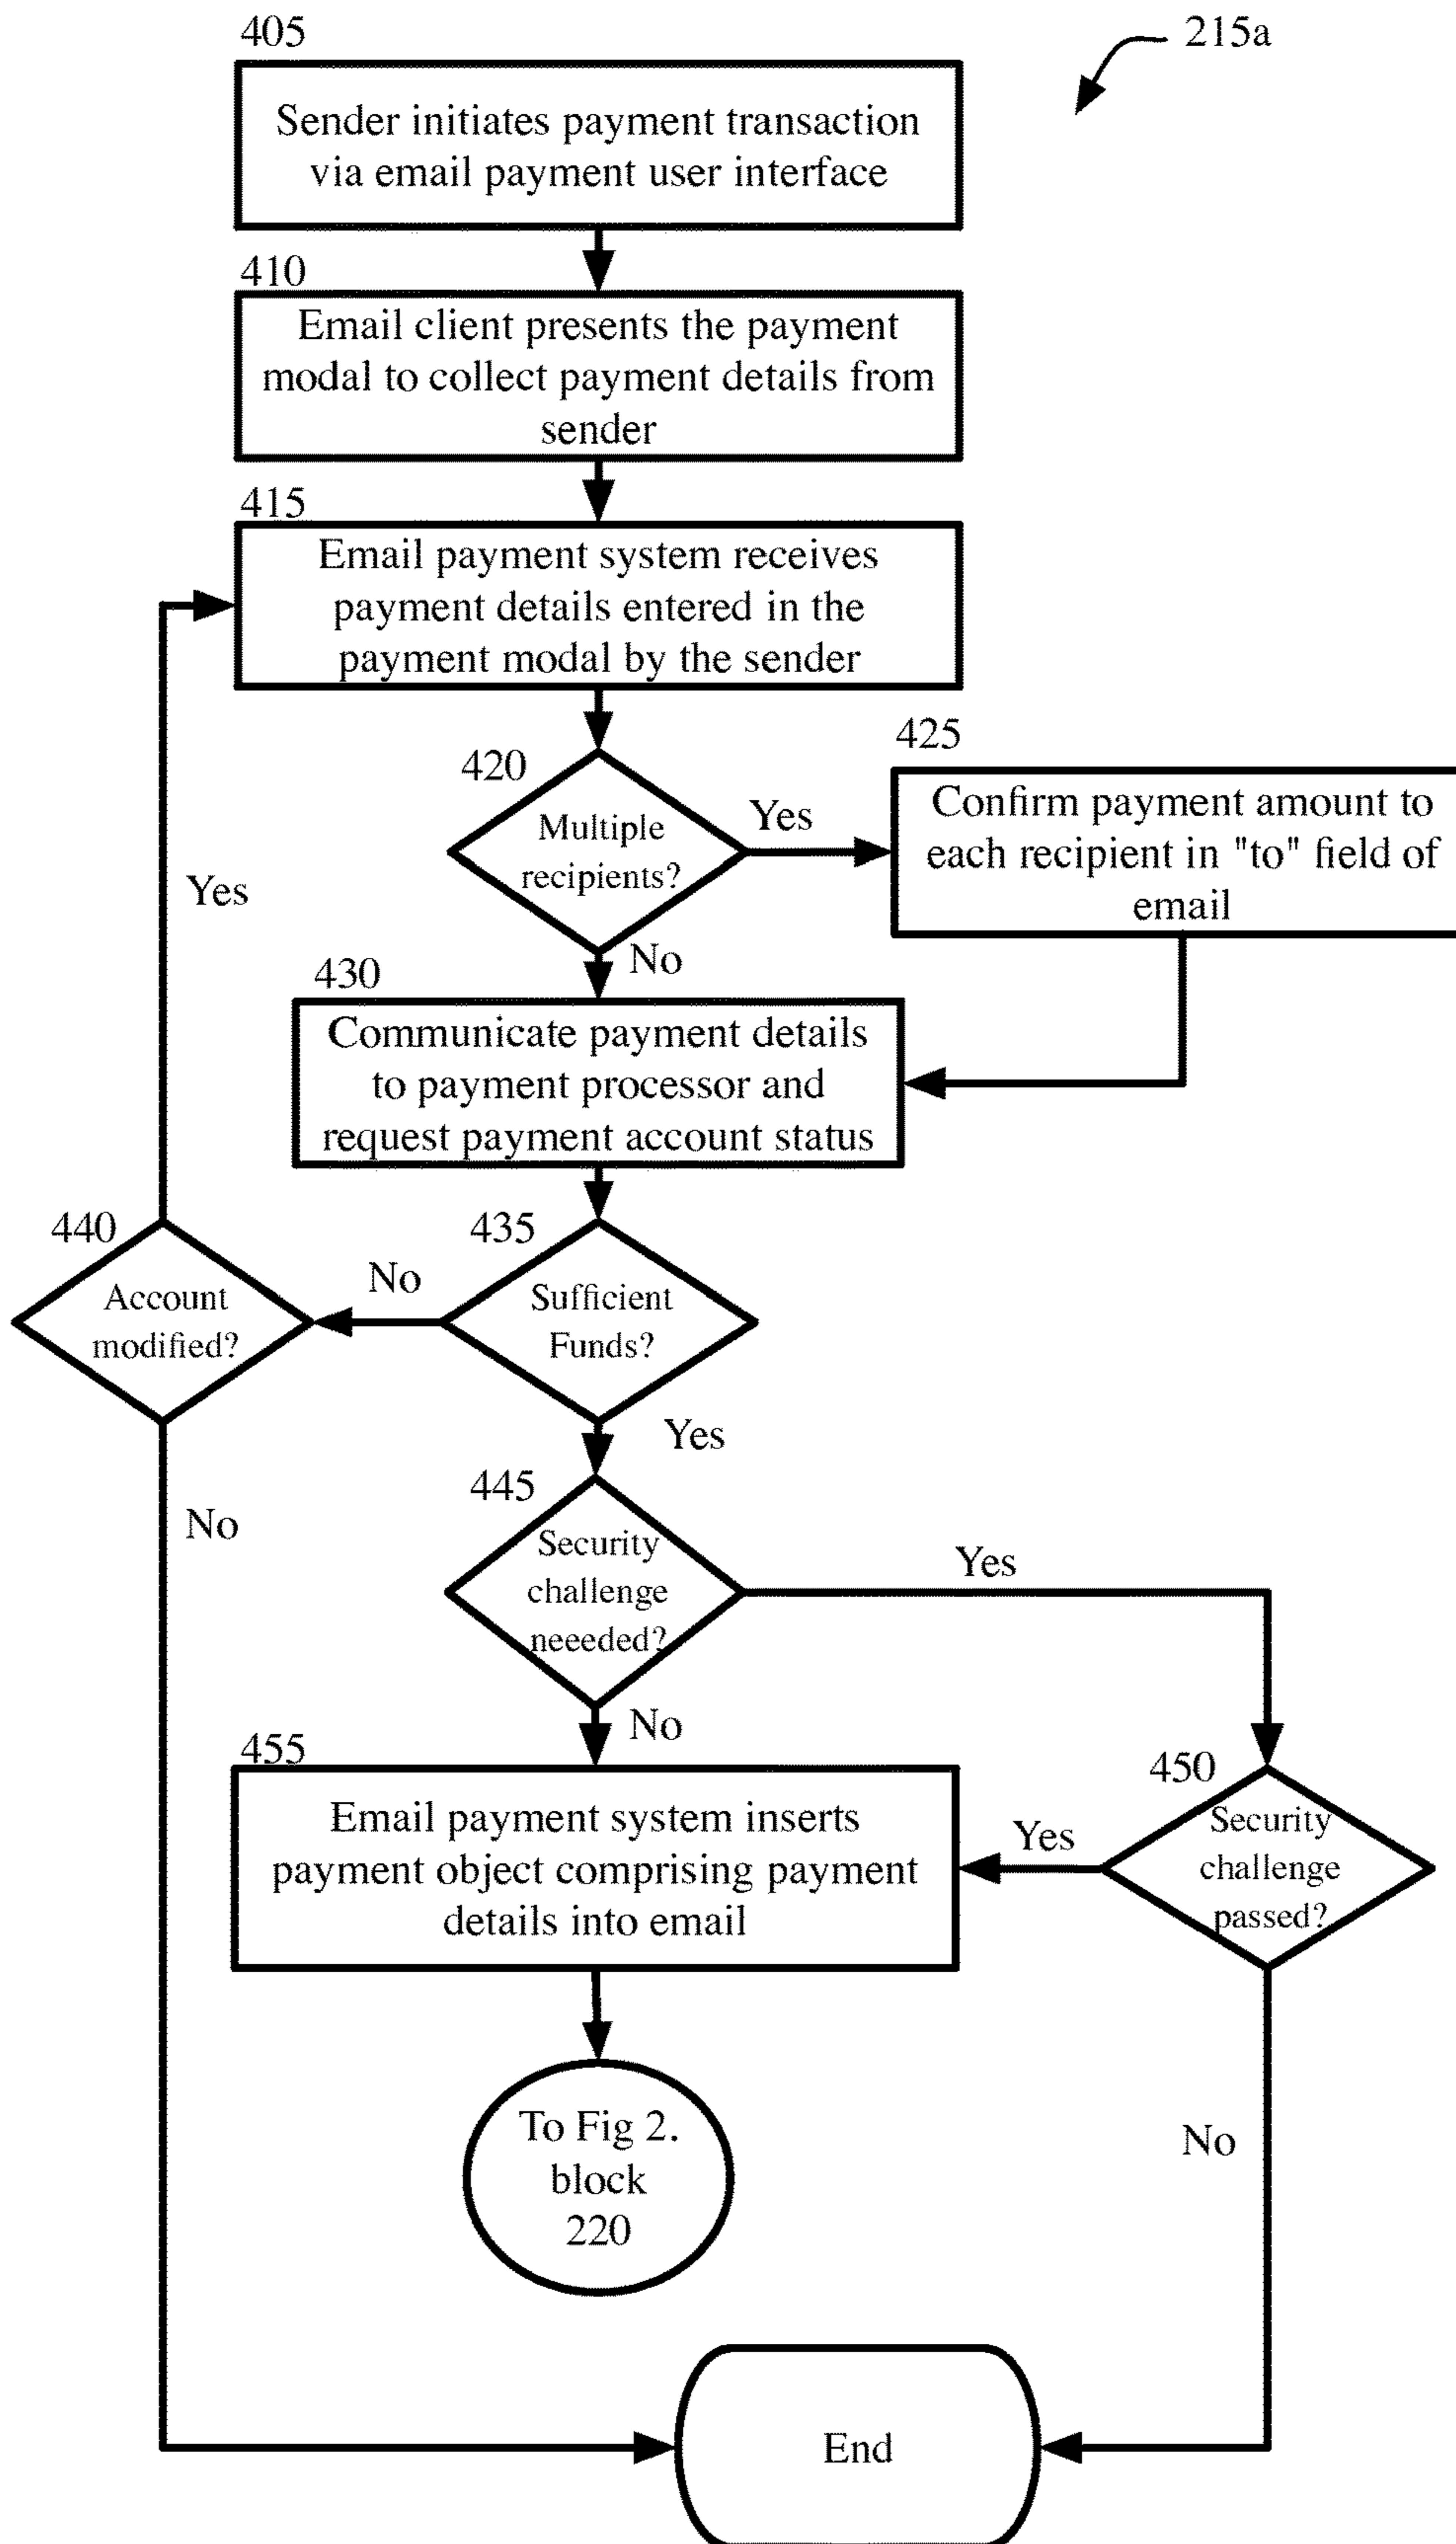 405
215a
Sender initiates payment transaction
via email payment user interface
410
Email client presents the payment
modal to collect payment details from
sender
415
Email payment system receives
payment details entered in the
payment modal by the sender
420
Multiple
recipients?
Yes
425
Confirm payment amount to
each recipient in "to" field of
email
No
430
Communicate payment details
to payment processor and
request payment account status
Yes
440
Account
modified?
No
435
Sufficient
Funds?
Yes
No
445
Security
challenge
neeeded?
Yes
No
455
Email payment system inserts
payment object comprising payment
details into email
Yes
450
Security
challenge
passed?
To Fig 2.
block
220
No
End